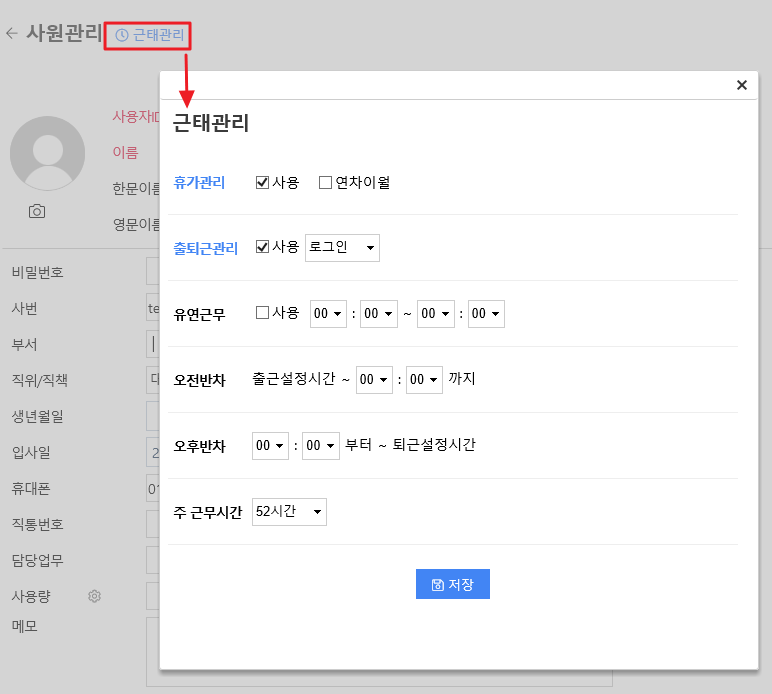 사원관리 근태관리
근태관리
휴가관리 사용 연차이월
출퇴근관리 사용 로그인
유연근무 사용 00 : 00 ~ 00 : 00
오전반차 출근설정시간 ~ 00 : 00 까지
오후반차 00 : 00 부터 ~ 퇴근설정시간
주 근무시간 52시간
저장
사용자ID
이름
한문이름
영문이름
비밀번호
사번 te
부서
직위/직책
생년월일
입사일 2
휴대폰 01
직통번호
담당업무
사용량
메모